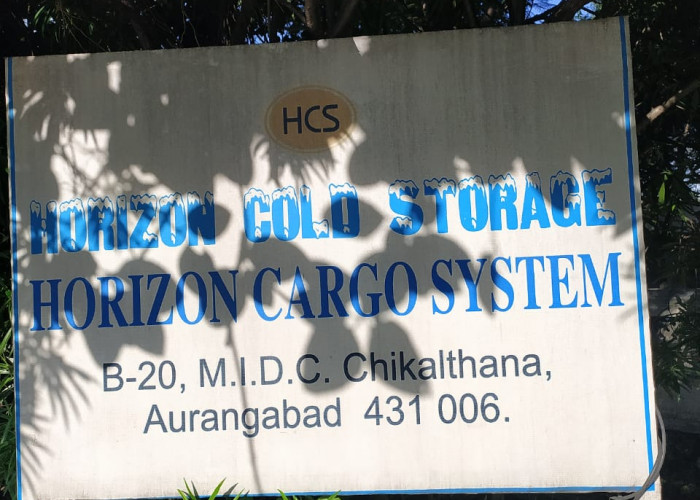 HCS
HORIZON COLD STORAGE
HORIZON CARGO SYSTEM
B-20, M.I.D.C. Chikalthana,
Aurangabad 431 006.